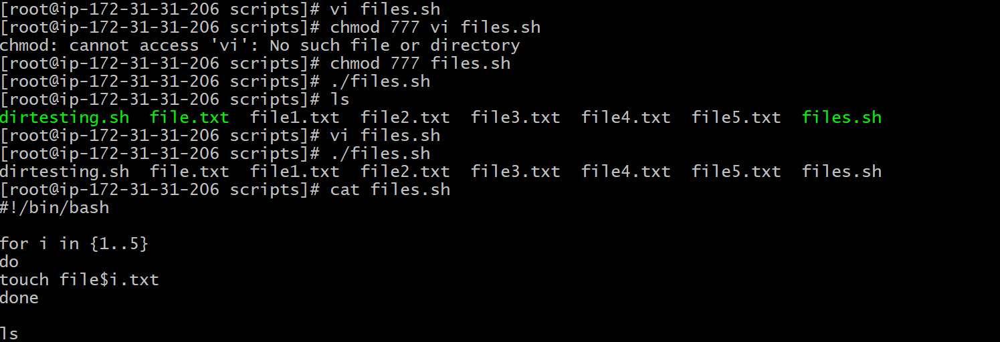 [root@ip-172-31-31-206 scripts]# vi files.sh
[root@ip-172-31-31-206 scripts]# chmod 777 vi files.sh
chmod: cannot access 'vi': No such file or directory
[root@ip-172-31-31-206 scripts]# chmod 777 files.sh
[root@ip-172-31-31-206 scripts]# ./files.sh
[root@ip-172-31-31-206 scripts]# ls
dirtesting.sh  file.txt  file1.txt  file2.txt  file3.txt  file4.txt  file5.txt  files.sh
[root@ip-172-31-31-206 scripts]# vi files.sh
[root@ip-172-31-31-206 scripts]# ./files.sh
dirtesting.sh  file.txt  file1.txt  file2.txt  file3.txt  file4.txt  file5.txt  files.sh
[root@ip-172-31-31-206 scripts]# cat files.sh
#!/bin/bash

for i in {1..5}
do
touch file$i.txt
done

ls